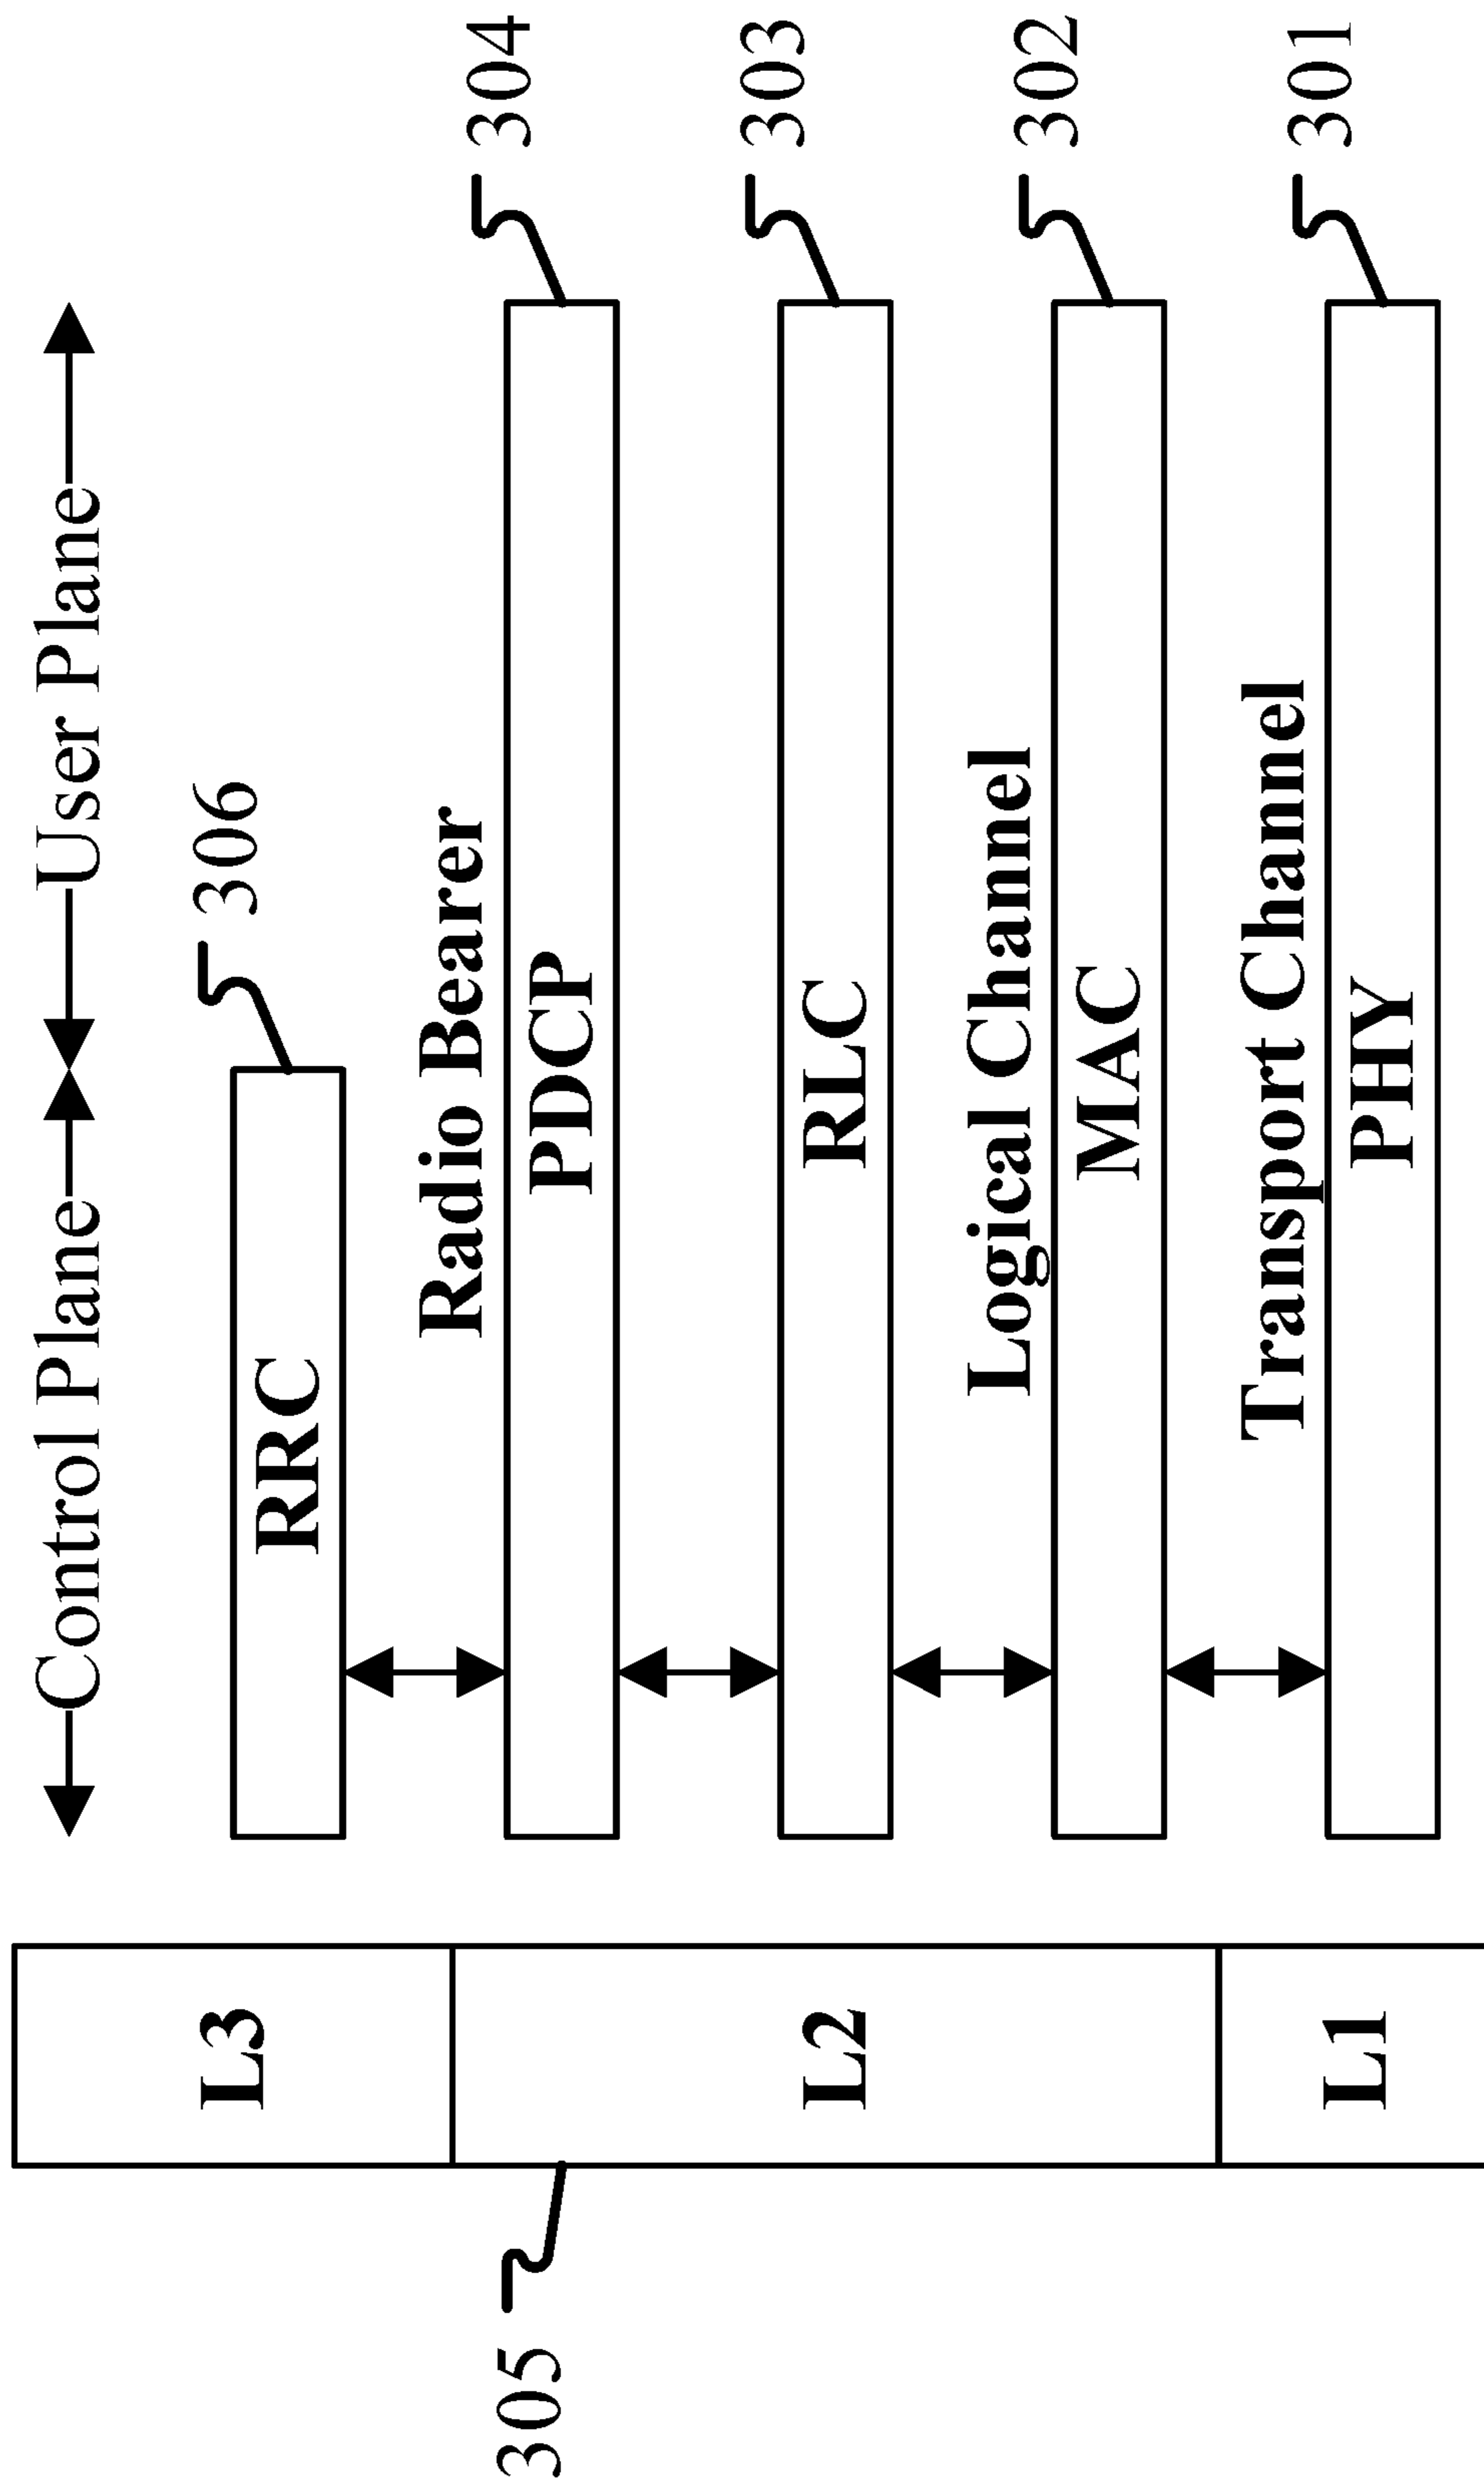 Control Plane
User Plane
306
RRC
L3
Radio Bearer
304
PDCP
305
303
RLC
L2
Logical Channel
302
MAC
Transport Channel
301
PHY
L1